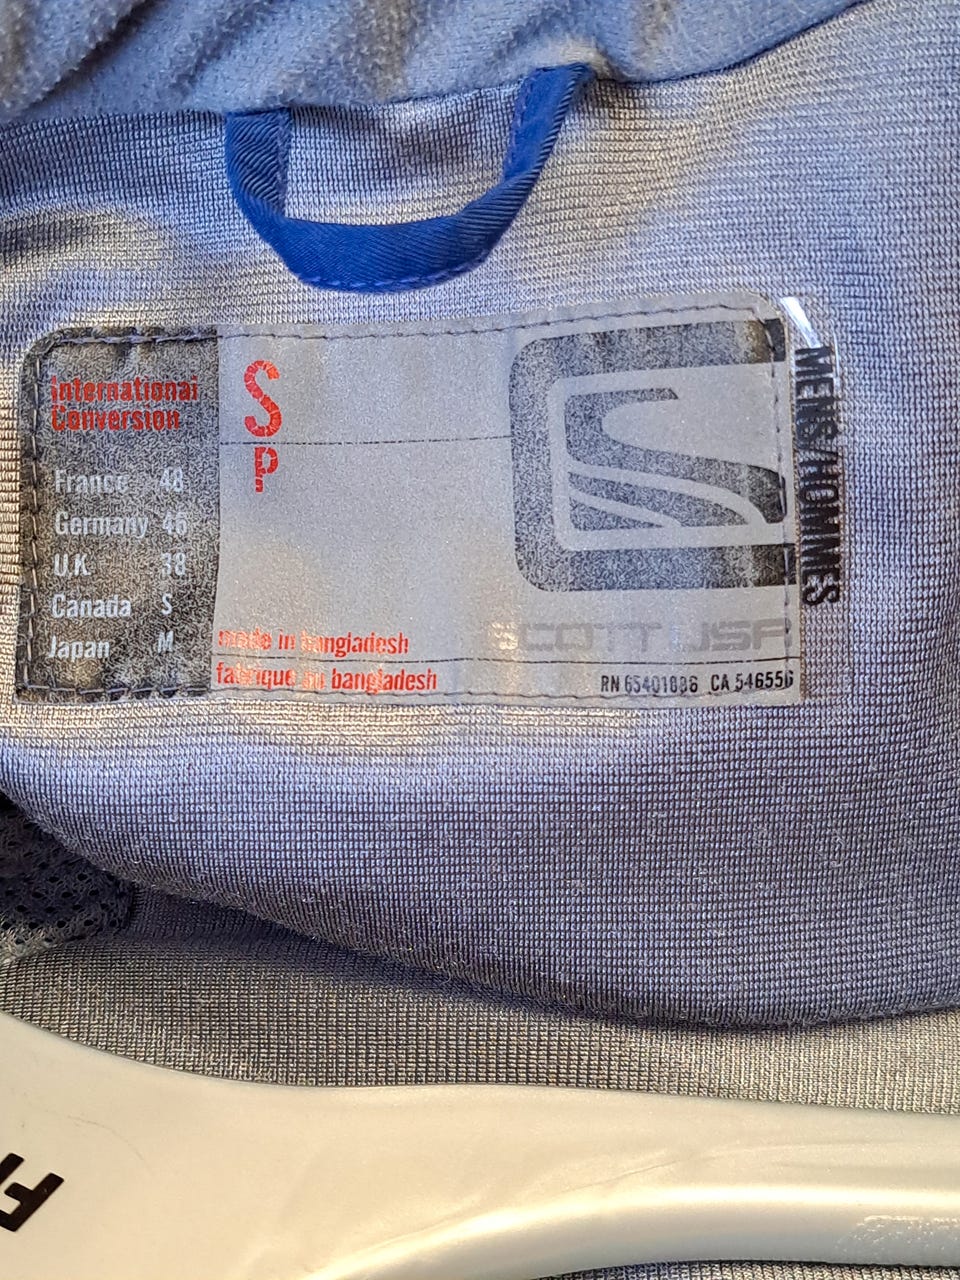 International
Conversion
France 48
Germany 46
U.K 38
Canada S
Japan M
S
P
made in bangladesh
fabrique au bangladesh
SCOTT USA
RN 65401886 CA 546556
MENS/HOMMES